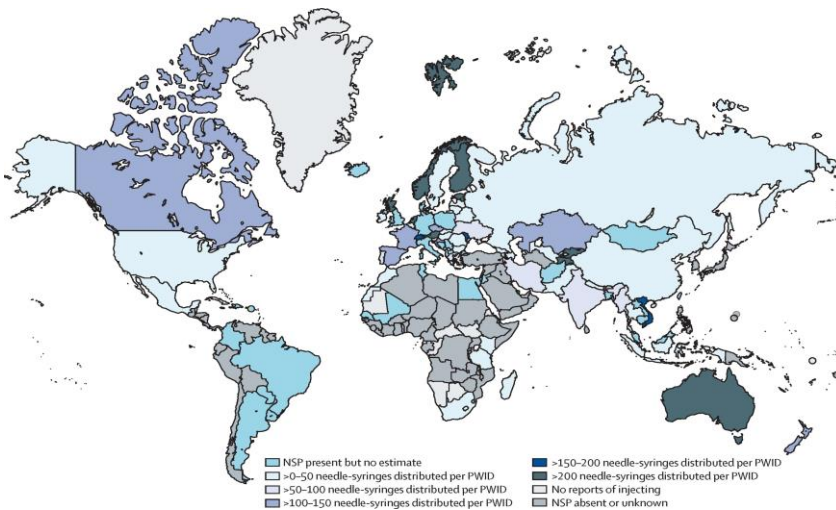 NSP present but no estimate
>0–50 needle-syringes distributed per PWID
>50–100 needle-syringes distributed per PWID
>100–150 needle-syringes distributed per PWID
>150–200 needle-syringes distributed per PWID
>200 needle-syringes distributed per PWID
No reports of injecting
NSP absent or unknown